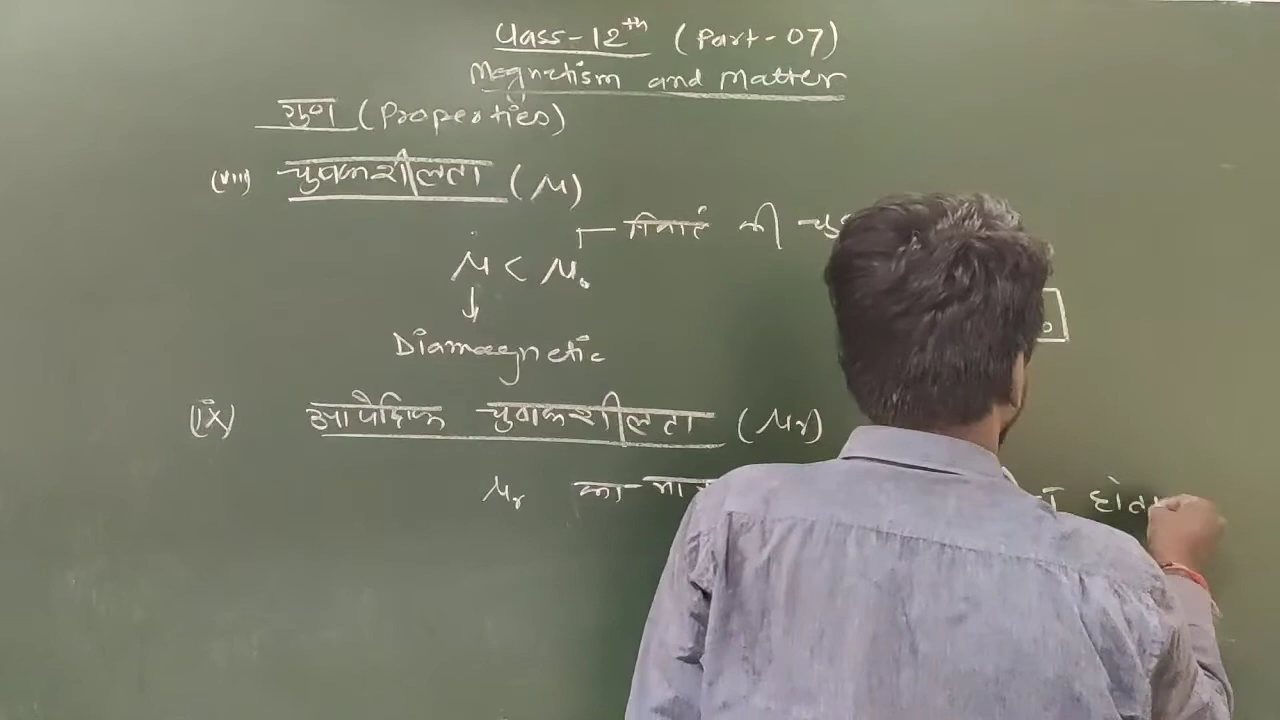 Class-12th (Part-07)
Magnetism and Matter
गुण (Properties)
(viii) चुम्बकशीलता (μ)
निर्वात की
μ < μ₀
↓
Diamagnetic
(ix) आपेक्षिक चुम्बकशीलता (μr)
μr का